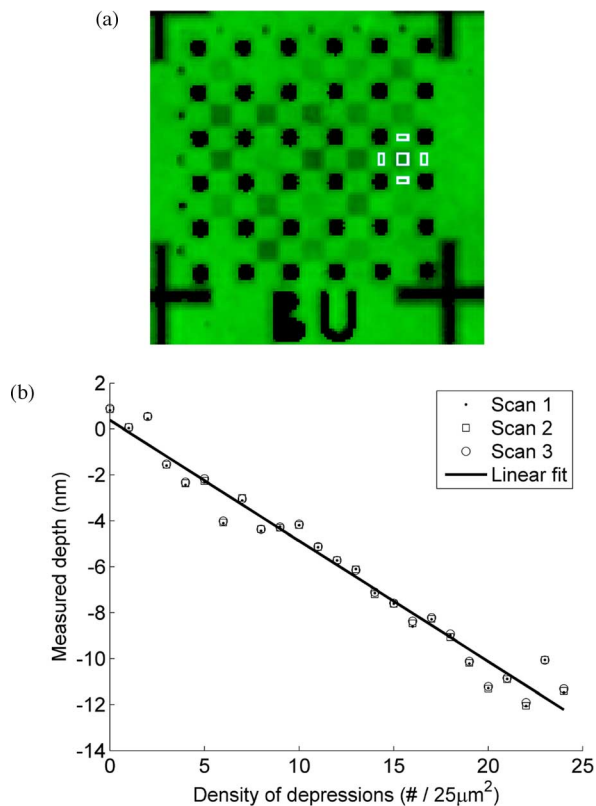 (a)
BU
(b)
2
0
-2
-4
-6
-8
-10
-12
-14
Measured depth (nm)
Scan 1
Scan 2
Scan 3
Linear fit
0 5 10 15 20 25
Density of depressions (# / 25μm²)